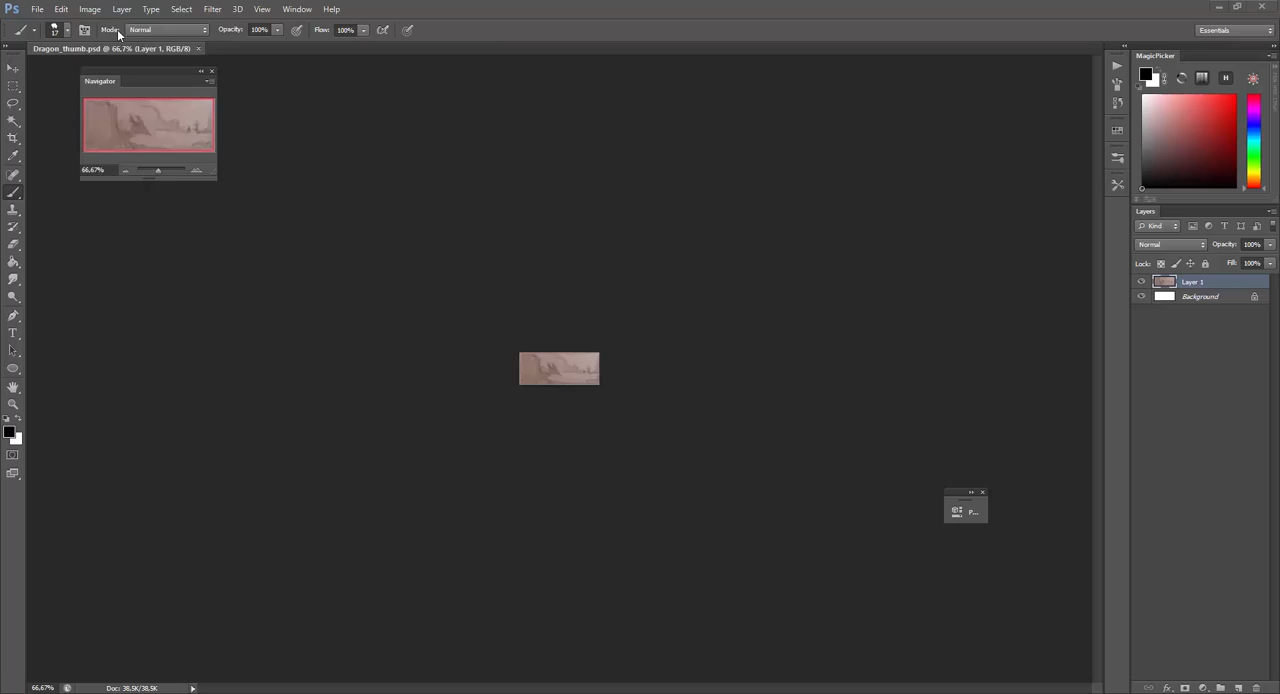 Ps File Edit Image Layer Type Select Filter 3D View Window Help
17 Mode: Normal Opacity: 100% Flow: 100% Essentials
Dragon_thumb.psd @ 66,7% (Layer 1, RGB/8) ×
Navigator
66,67%
MagicPicker
H
Layers
Kind
Normal Opacity: 100%
Lock: Fill: 100%
Layer 1
Background
P...
66,67% Doc: 38,5K/38,5K